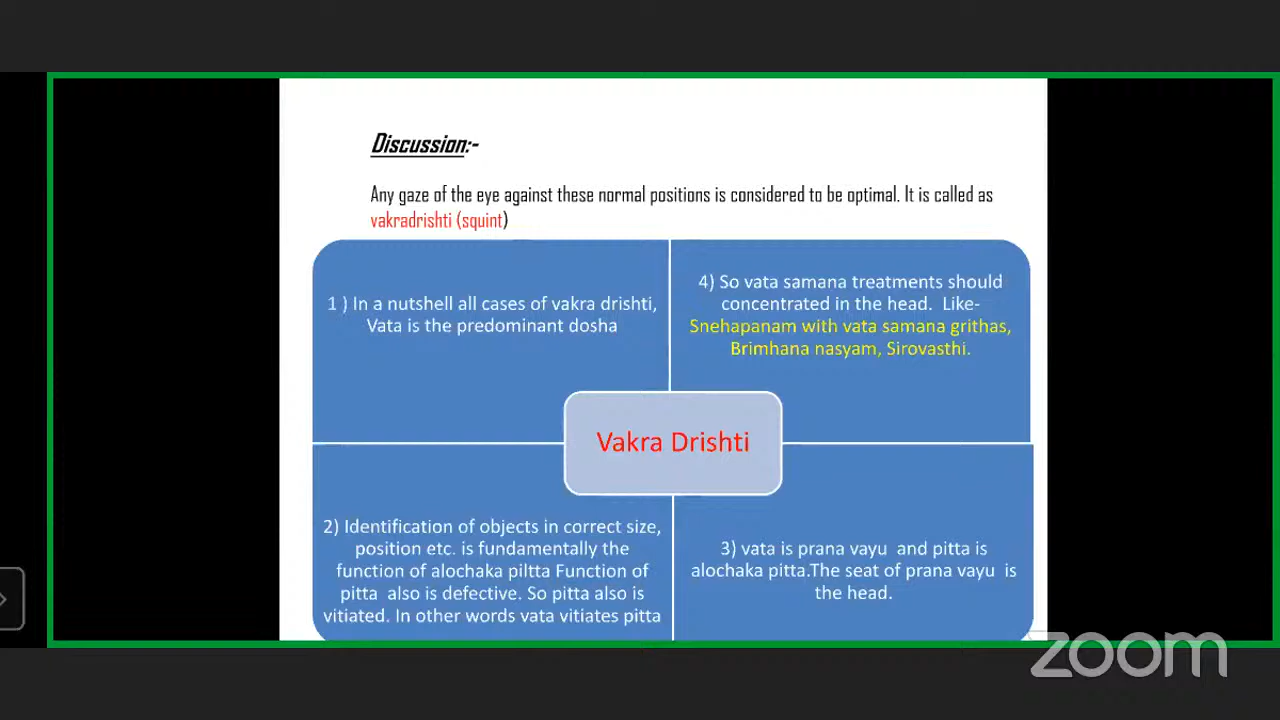 Discussion:-
Any gaze of the eye against these normal positions is considered to be optimal. It is called as
vakradrishti (squint)
1 ) In a nutshell all cases of vakra drishti,
Vata is the predominant dosha
4) So vata samana treatments should
concentrated in the head. Like-
Snehapanam with vata samana grithas,
Brimhana nasyam, Sirovasthi.
Vakra Drishti
2) Identification of objects in correct size,
position etc. is fundamentally the
function of alochaka piltta Function of
pitta also is defective. So pitta also is
vitiated. In other words vata vitiates pitta
3) vata is prana vayu and pitta is
alochaka pitta.The seat of prana vayu is
the head.
zoom